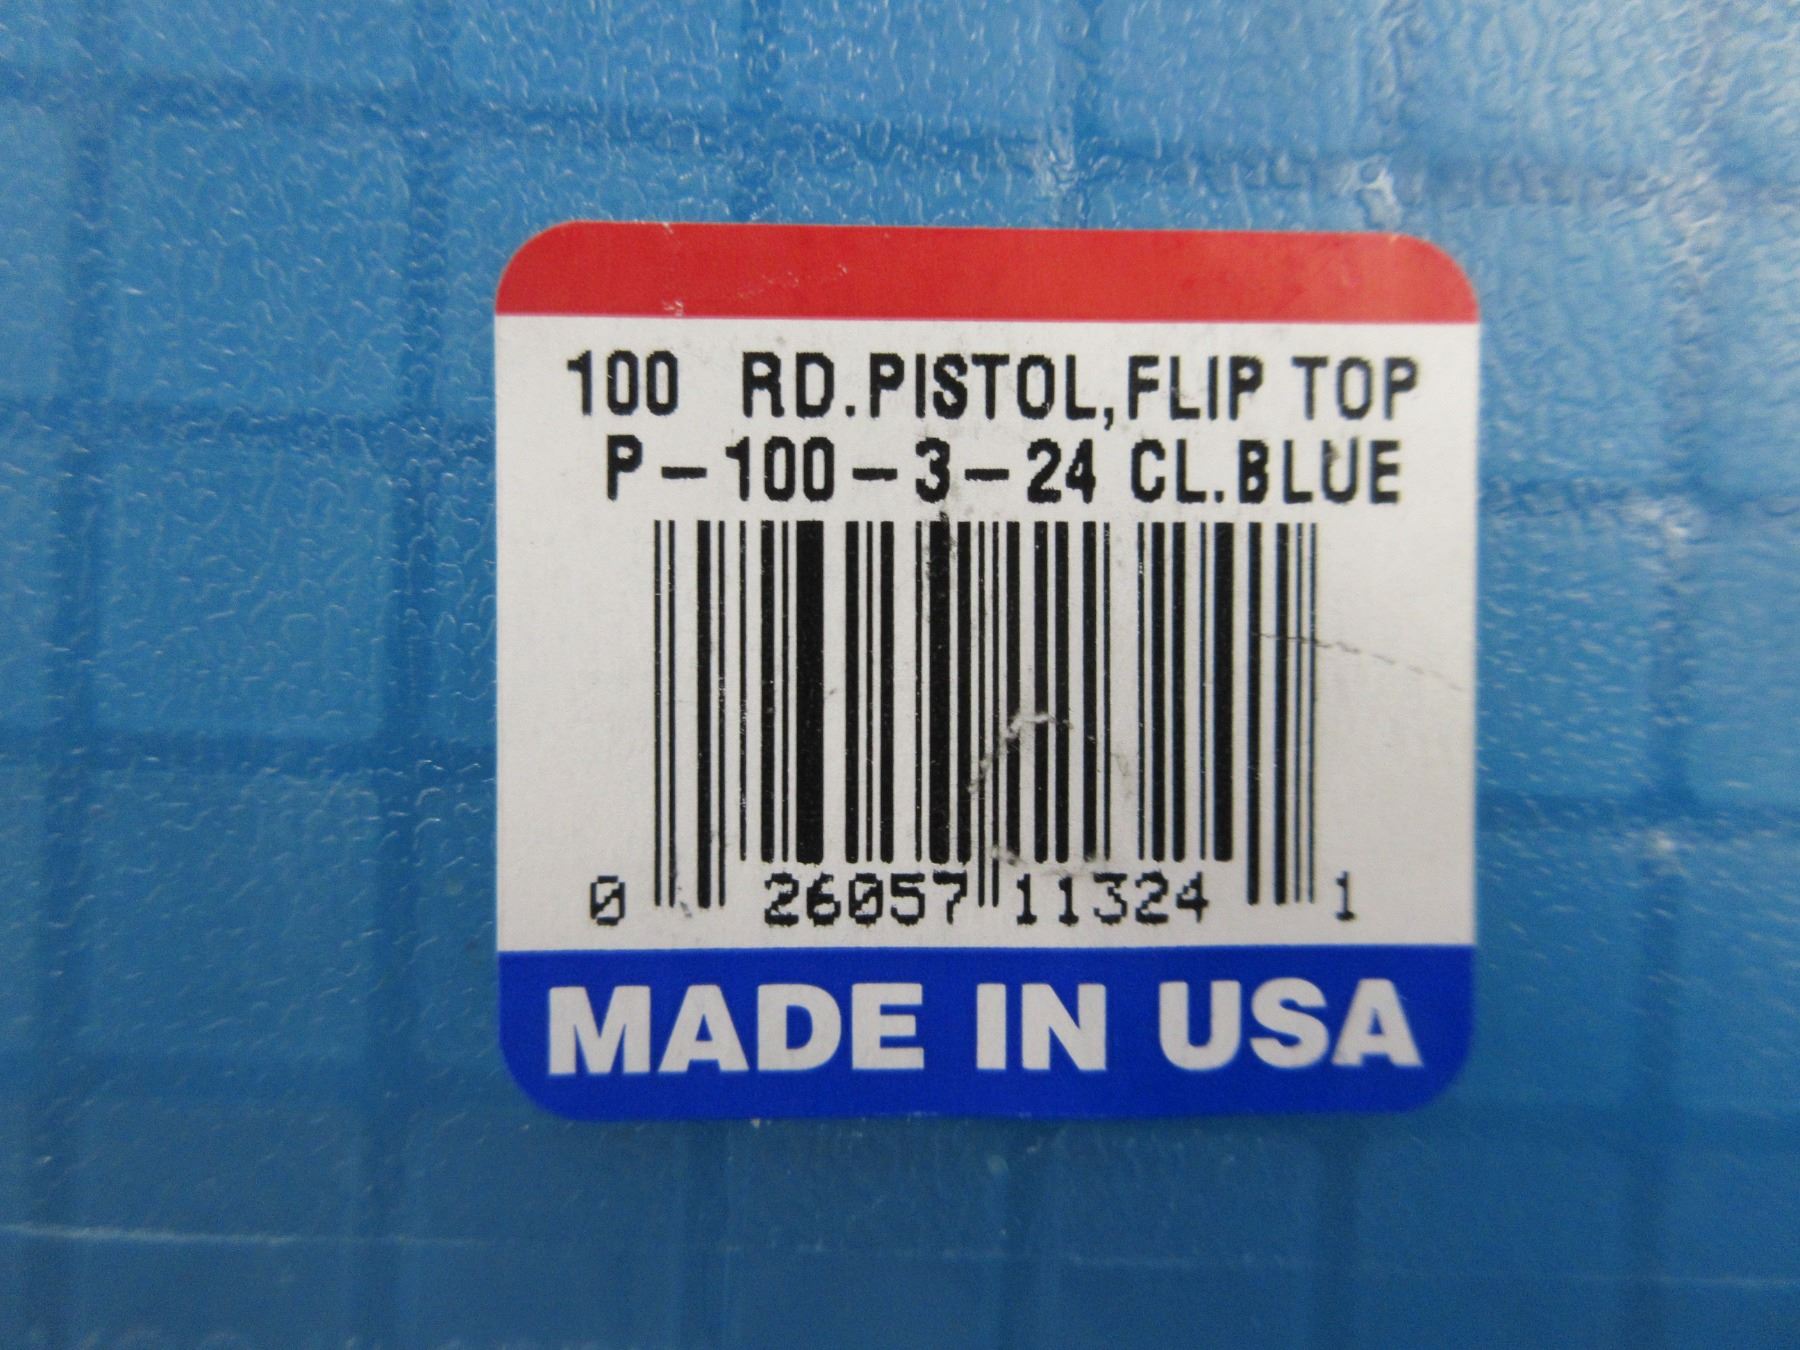 100 RD.PISTOL,FLIP TOP
P-100-3-24 CL.BLUE
0 26057 11324 1
MADE IN USA